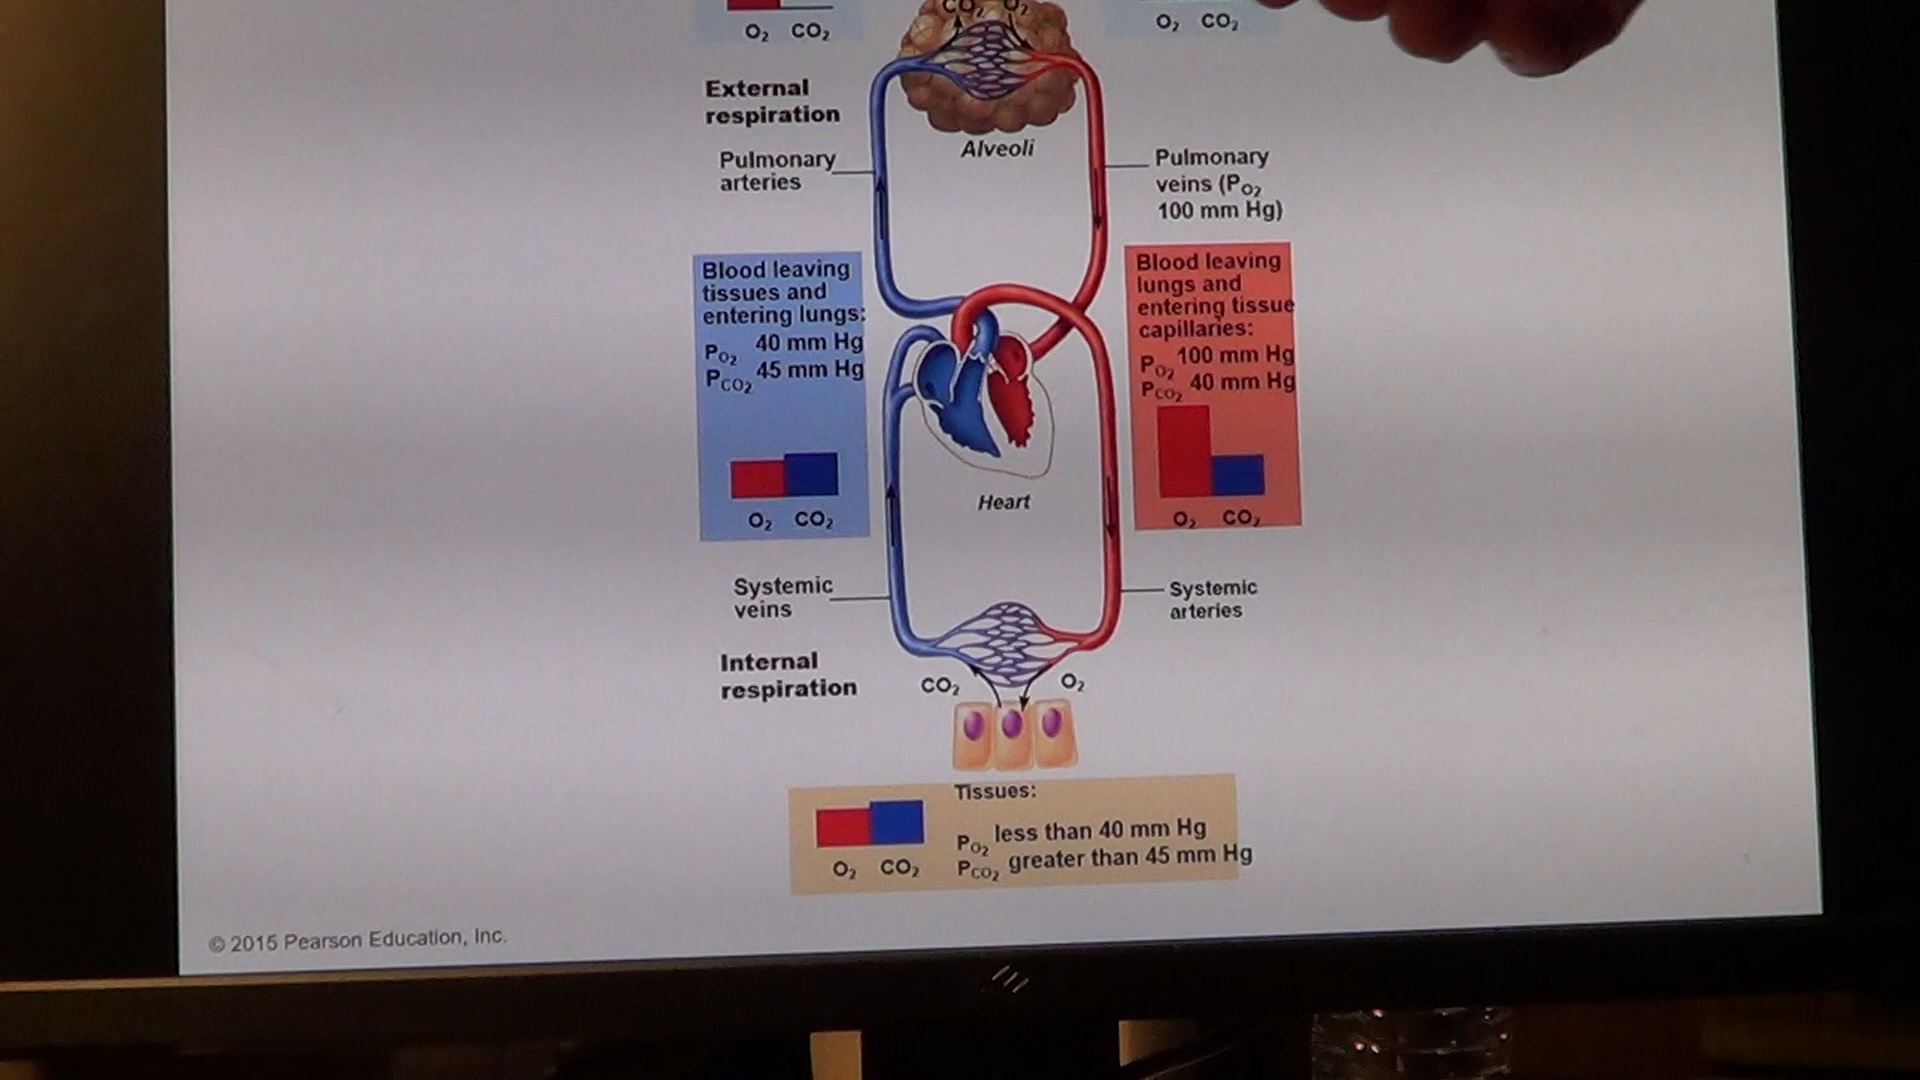 CO₂ O₂
O₂ CO₂
O₂ CO₂
External
respiration
Alveoli
Pulmonary
arteries
Pulmonary
veins (PO₂
100 mm Hg)
Blood leaving
tissues and
entering lungs:
PO₂ 40 mm Hg
PCO₂ 45 mm Hg
O₂ CO₂
Blood leaving
lungs and
entering tissue
capillaries:
PO₂ 100 mm Hg
PCO₂ 40 mm Hg
O₂ CO₂
Heart
Systemic
veins
Systemic
arteries
Internal
respiration
CO₂ O₂
Tissues:
PO₂ less than 40 mm Hg
PCO₂ greater than 45 mm Hg
O₂ CO₂
© 2015 Pearson Education, Inc.